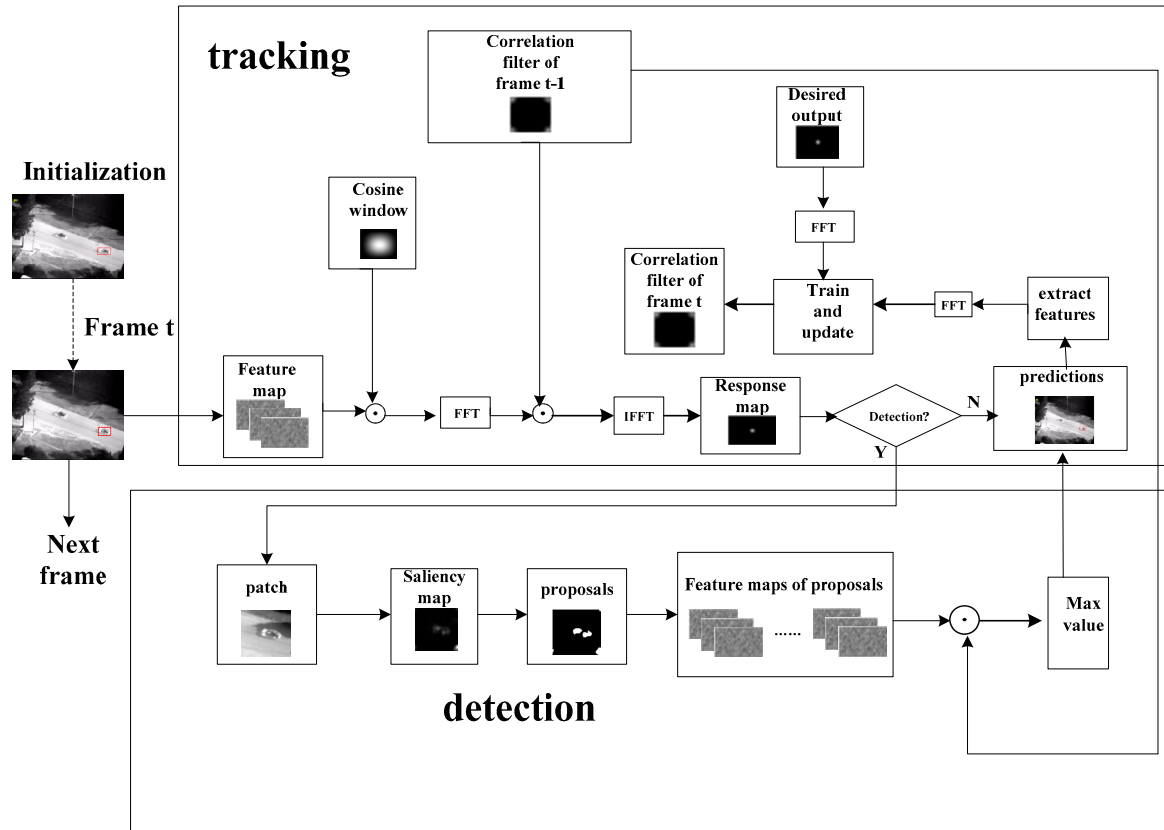 tracking
Correlation
filter of
frame t-1
Desired
output
Initialization
Cosine
window
FFT
Correlation
filter of
frame t
Train
and
update
FFT
extract
features
Frame t
Feature
map
FFT
IFFT
Response
map
Detection?
N
Y
predictions
Next
frame
patch
Saliency
map
proposals
Feature maps of proposals
......
Max
value
detection